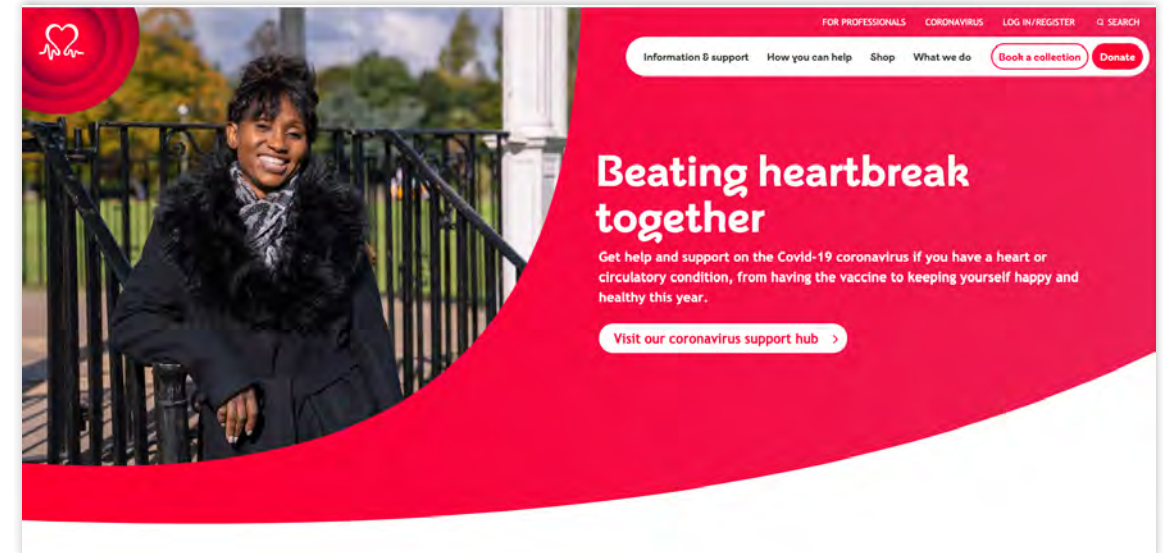 FOR PROFESSIONALS CORONAVIRUS LOG IN/REGISTER SEARCH
Information & support How you can help Shop What we do Book a collection Donate
Beating heartbreak
together
Get help and support on the Covid-19 coronavirus if you have a heart or
circulatory condition, from having the vaccine to keeping yourself happy and
healthy this year.
Visit our coronavirus support hub >